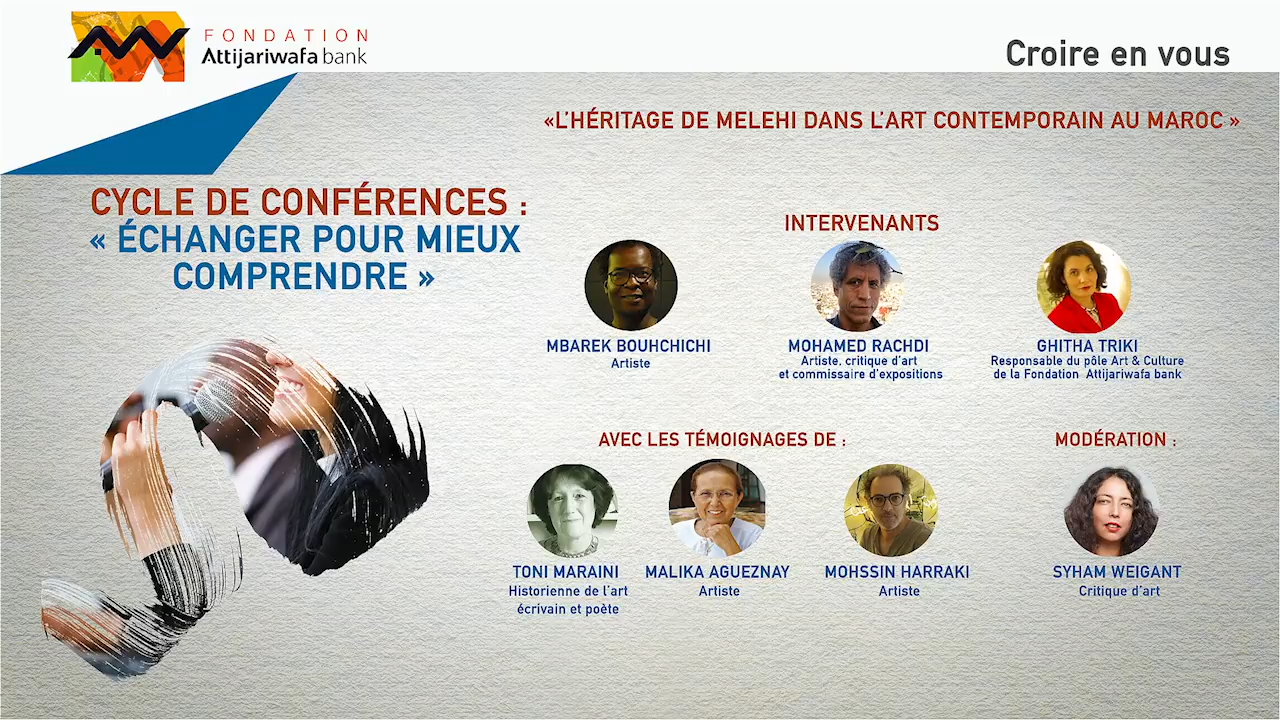 FONDATION
Attijariwafa bank
Croire en vous
«L'HÉRITAGE DE MELEHI DANS L'ART CONTEMPORAIN AU MAROC »
CYCLE DE CONFÉRENCES :
« ÉCHANGER POUR MIEUX
COMPRENDRE »
INTERVENANTS
MBAREK BOUHCHICHI
Artiste
MOHAMED RACHDI
Artiste, critique d'art
et commissaire d'expositions
GHITHA TRIKI
Responsable du pôle Art & Culture
de la Fondation Attijariwafa bank
AVEC LES TÉMOIGNAGES DE :
TONI MARAINI
Historienne de l'art
écrivain et poète
MALIKA AGUEZNAY
Artiste
MOHSSIN HARRAKI
Artiste
MODÉRATION :
SYHAM WEIGANT
Critique d'art